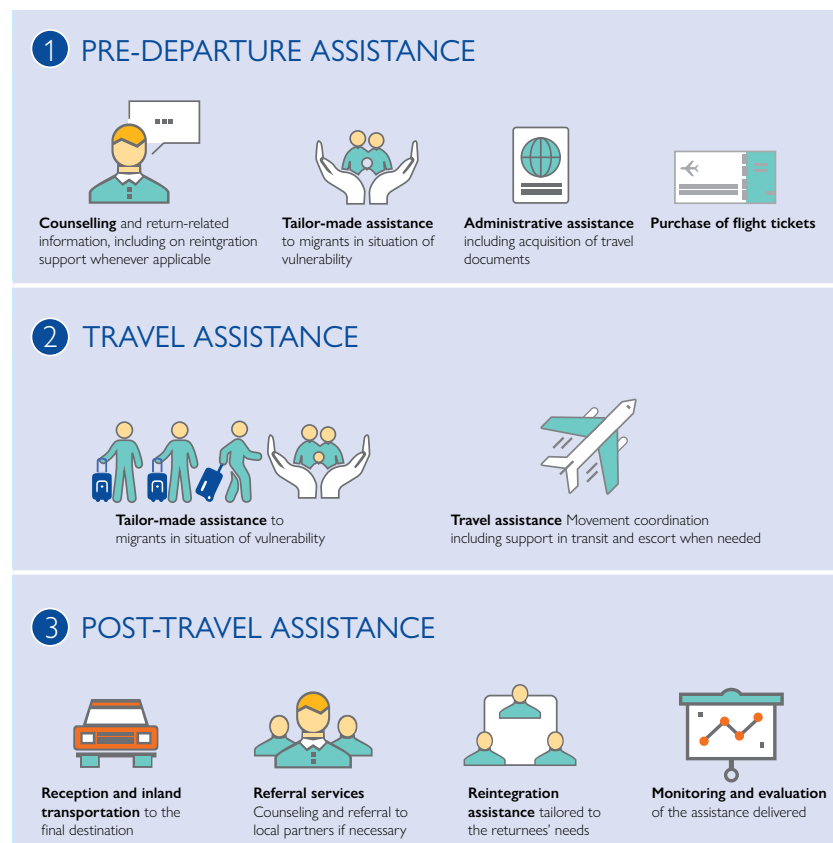 1 PRE-DEPARTURE ASSISTANCE
Counselling and return-related
information, including on reintgration
support whenever applicable
Tailor-made assistance
to migrants in situation of
vulnerability
Administrative assistance
including acquisition of travel
documents
Purchase of flight tickets
2 TRAVEL ASSISTANCE
Tailor-made assistance to
migrants in situation of vulnerability
Travel assistance Movement coordination
including support in transit and escort when needed
3 POST-TRAVEL ASSISTANCE
Reception and inland
transportation to the
final destination
Referral services
Counseling and referral to
local partners if necessary
Reintegration
assistance tailored to
the returnees' needs
Monitoring and evaluation
of the assistance delivered